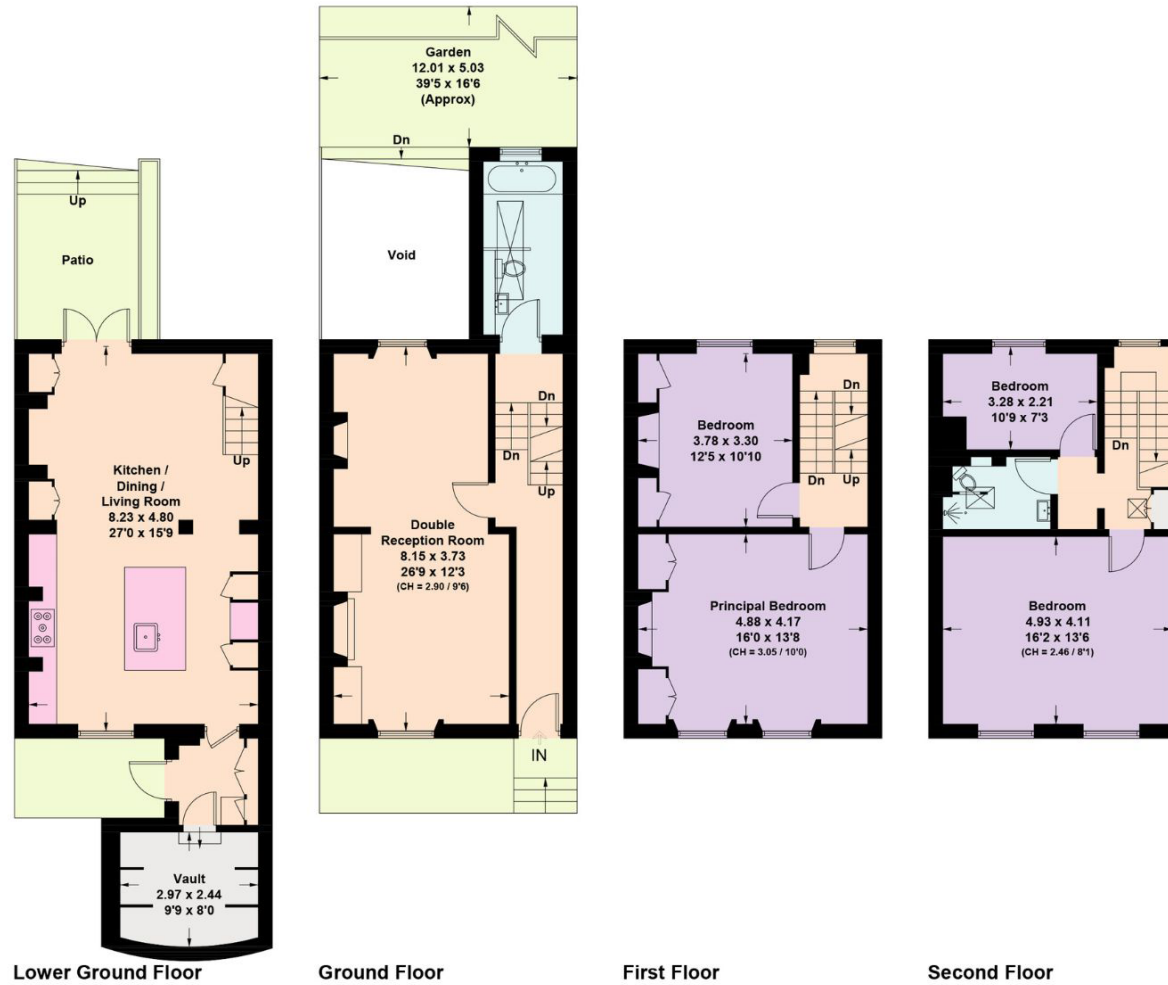 Garden
12.01 x 5.03
39'5 x 16'6
(Approx)
Dn
Up
Patio
Void
Kitchen /
Dining /
Living Room
8.23 x 4.80
27'0 x 15'9
Up
Double
Reception Room
8.15 x 3.73
26'9 x 12'3
(CH = 2.90 / 9'6)
Dn
Dn
Up
IN
Bedroom
3.78 x 3.30
12'5 x 10'10
Dn
Dn
Up
Principal Bedroom
4.88 x 4.17
16'0 x 13'8
(CH = 3.05 / 10'0)
Bedroom
3.28 x 2.21
10'9 x 7'3
Dn
Bedroom
4.93 x 4.11
16'2 x 13'6
(CH = 2.46 / 8'1)
Vault
2.97 x 2.44
9'9 x 8'0
Lower Ground Floor
Ground Floor
First Floor
Second Floor